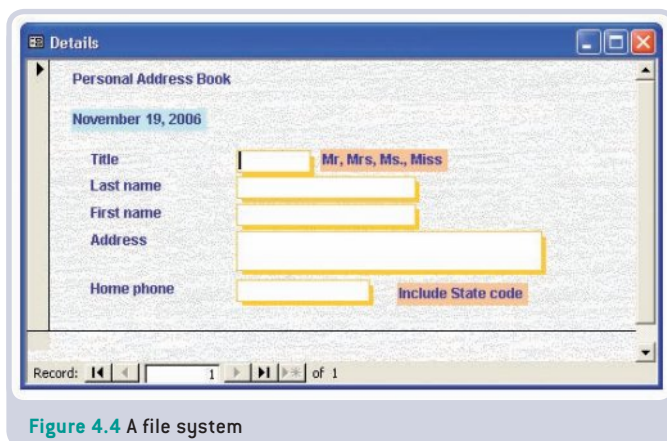 Details
Personal Address Book
November 19, 2006
Title Mr, Mrs, Ms., Miss
Last name
First name
Address
Home phone Include State code
Record: 1 of 1
Figure 4.4 A file system